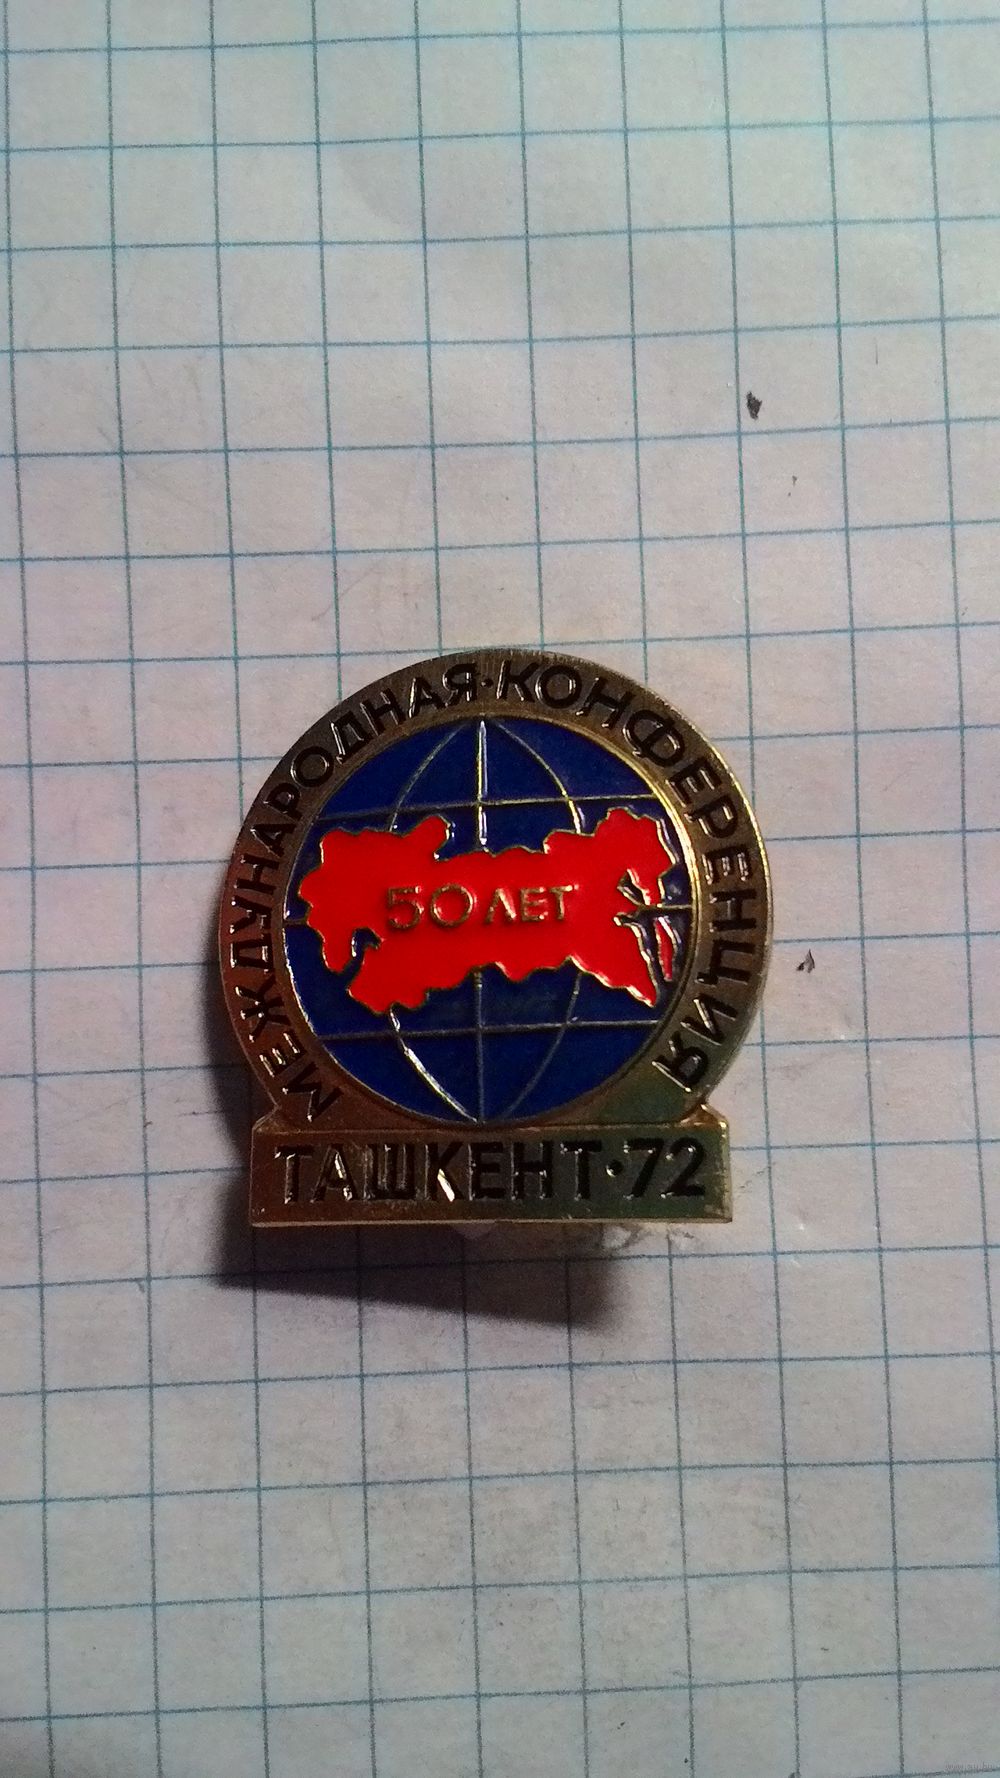 МЕЖДУНАРОДНАЯ·КОНФЕРЕНЦИЯ
50 ЛЕТ
ТАШКЕНТ·72